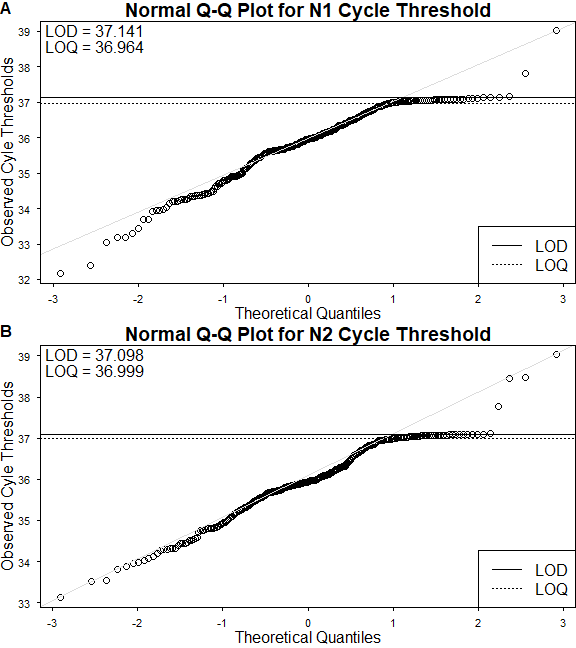 A
Normal Q-Q Plot for N1 Cycle Threshold
LOD = 37.141
LOQ = 36.964
Observed Cyle Thresholds
39
38
37
36
35
34
33
32
-3 -2 -1 0 1 2 3
Theoretical Quantiles
LOD
LOQ
B
Normal Q-Q Plot for N2 Cycle Threshold
LOD = 37.098
LOQ = 36.999
Observed Cyle Thresholds
39
38
37
36
35
34
33
-3 -2 -1 0 1 2 3
Theoretical Quantiles
LOD
LOQ